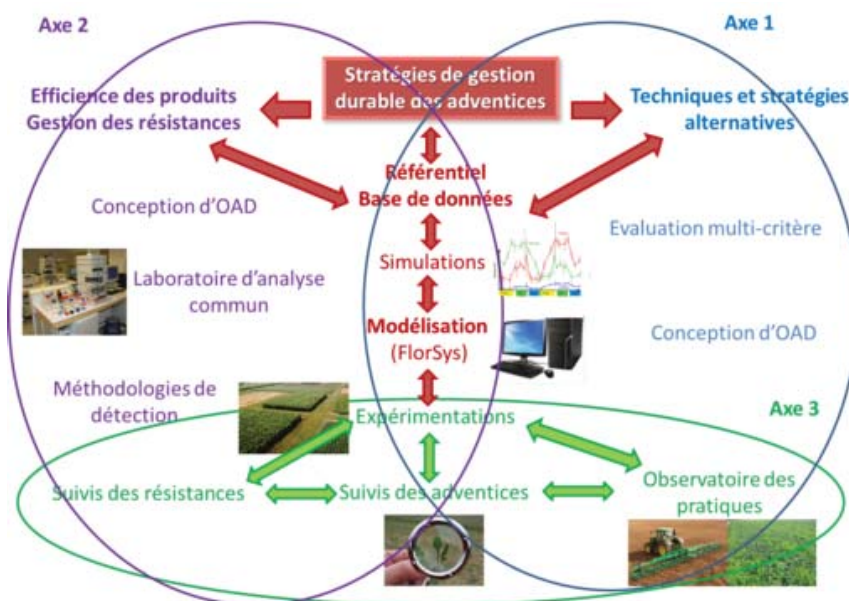 Axe 2
Axe 1
Stratégies de gestion
durable des adventices
Efficience des produits
Gestion des résistances
Techniques et stratégies
alternatives
Référentiel
Base de données
Conception d'OAD
Evaluation multi-critère
Simulations
Laboratoire d'analyse
commun
Modélisation
(FlorSys)
Conception d'OAD
Méthodologies de
détection
Expérimentations
Axe 3
Suivis des résistances
Suivis des adventices
Observatoire des
pratiques